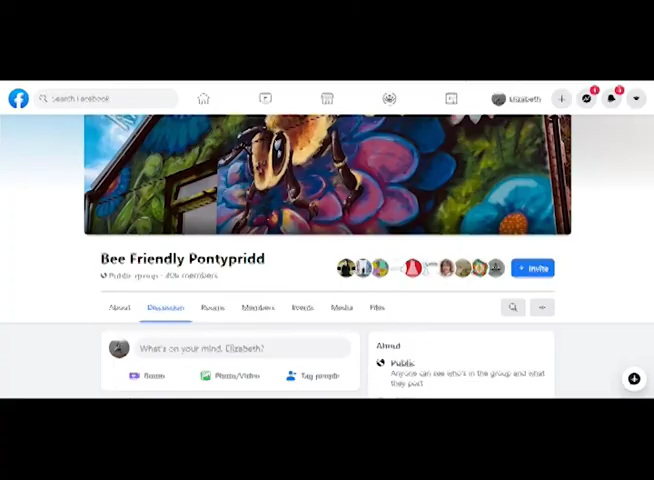 Search Facebook
Elizabeth
Bee Friendly Pontypridd
Public group · members
Invite
About Discussion Rooms Members Events Media Files
What's on your mind, Elizabeth?
Room Photo/Video Tag people
About
Public
Anyone can see who's in the group and what
they post